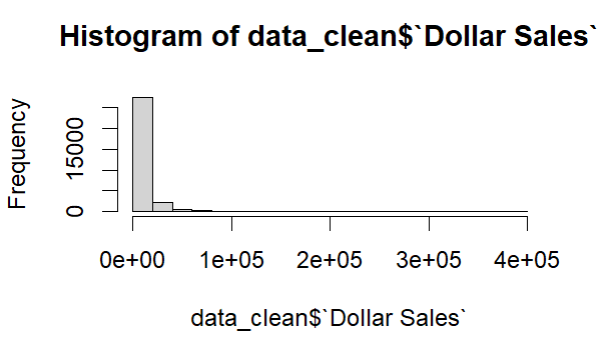 Histogram of data_clean$`Dollar Sales`
Frequency
15000
0
0e+00 1e+05 2e+05 3e+05 4e+05
data_clean$`Dollar Sales`